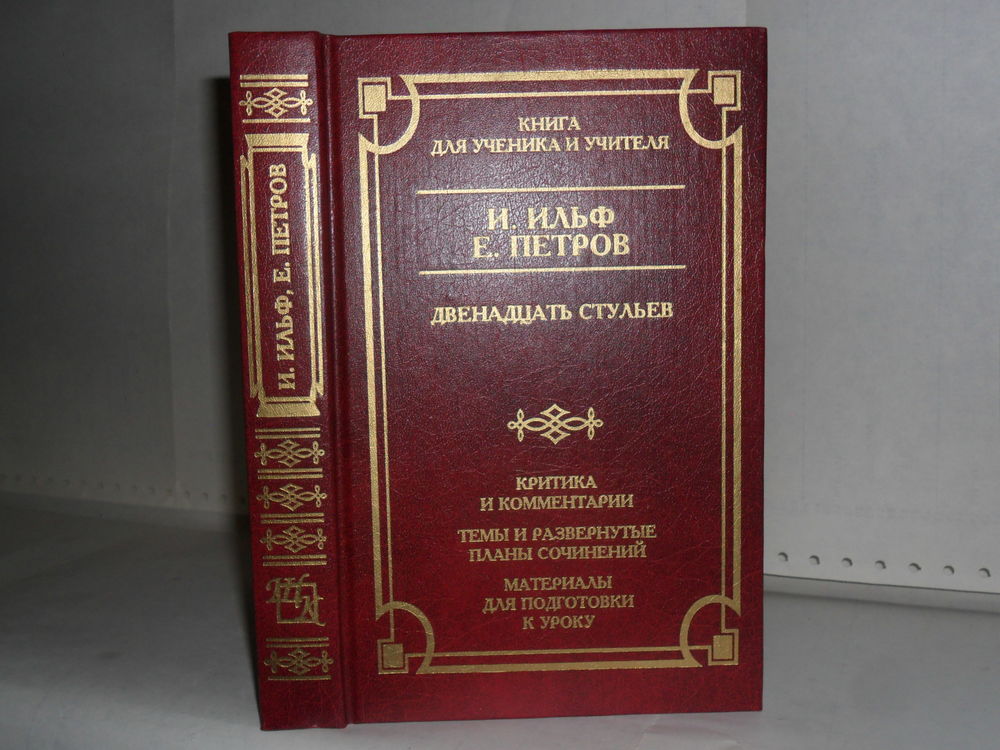 И. ИЛЬФ, Е. ПЕТРОВ
КНИГА
ДЛЯ УЧЕНИКА И УЧИТЕЛЯ
И. ИЛЬФ
Е. ПЕТРОВ
ДВЕНАДЦАТЬ СТУЛЬЕВ
КРИТИКА
И КОММЕНТАРИИ
ТЕМЫ И РАЗВЕРНУТЫЕ
ПЛАНЫ СОЧИНЕНИЙ
МАТЕРИАЛЫ
ДЛЯ ПОДГОТОВКИ
К УРОКУ